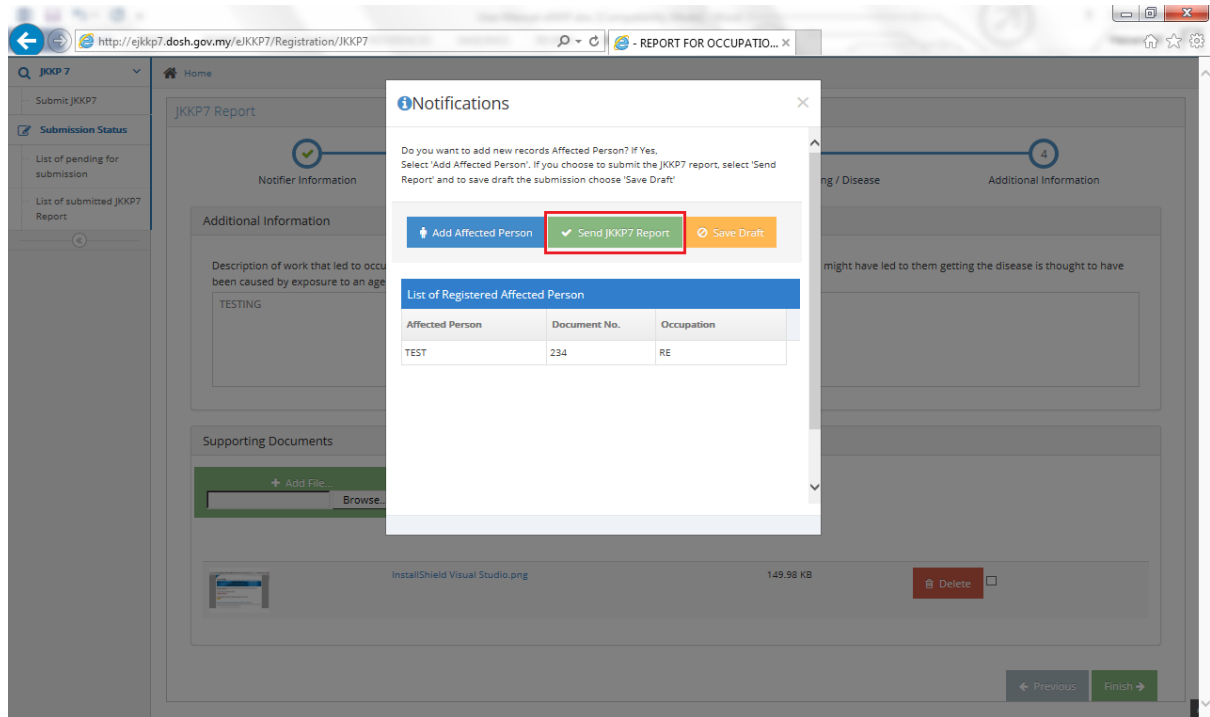 http://ejkkp7.dosh.gov.my/eJKKP7/Registration/JKKP7
- REPORT FOR OCCUPATIO...
JKKP 7
Submit JKKP7
Submission Status
List of pending for
submission
List of submitted JKKP7
Report
Home
JKKP7 Report
Notifier Information
ng / Disease
4
Additional Information
Additional Information
Description of work that led to occu
might have led to them getting the disease is thought to have
been caused by exposure to an age
TESTING
Notifications
Do you want to add new records Affected Person? If Yes,
Select 'Add Affected Person'. If you choose to submit the JKKP7 report, select 'Send
Report' and to save draft the submission choose 'Save Draft'
Add Affected Person
Send JKKP7 Report
Save Draft
List of Registered Affected Person
Affected Person Document No. Occupation
TEST 234 RE
Supporting Documents
+ Add File...
Browse...
InstallShield Visual Studio.png 149.98 KB
Delete
Previous
Finish